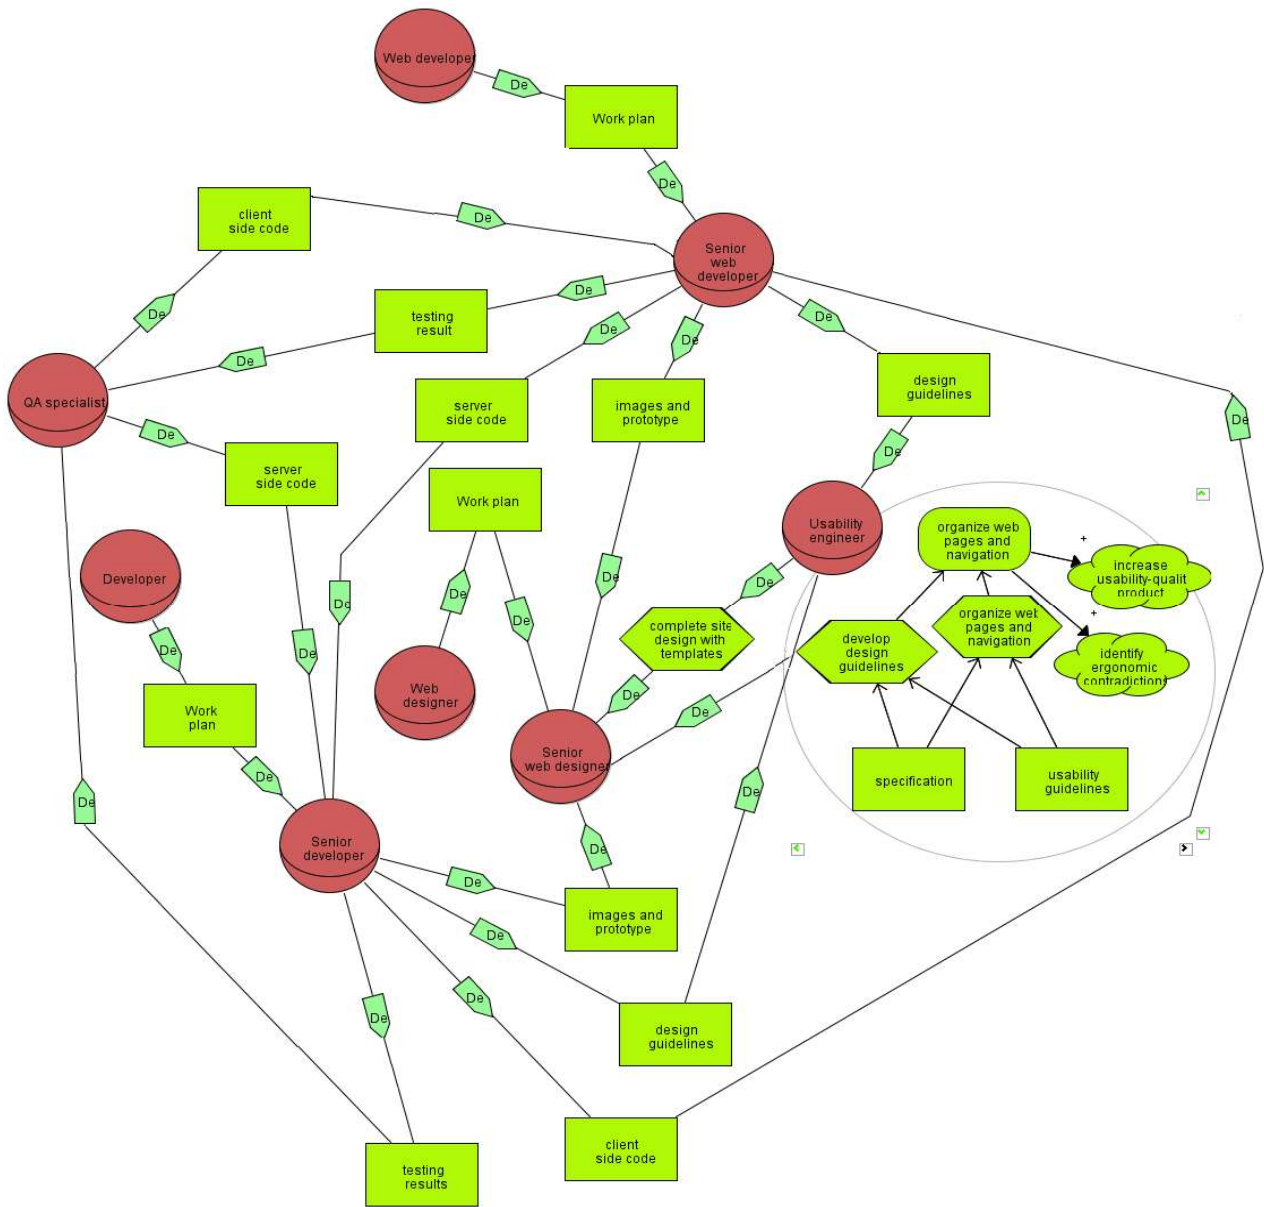 Web developer
De
Work plan
De
client
side code
De
Senior
web
developer
De
testing
result
De
De
De
De
De
De
QA specialist
server
side code
images and
prototype
design
guidelines
De
De
De
server
side code
Work plan
Usability
engineer
organize web
pages and
navigation
+
increase
usability-qualit
product
Developer
De
De
De
De
Dc
De
complete site
design with
templates
develop
design
guidelines
organize web
pages and
navigation
+
identify
ergonomic
contradictions
De
De
Web
designer
De
De
Work
plan
Senior
web designer
specification
usability
guidelines
De
De
De
Senior
developer
De
De
images and
prototype
De
De
De
design
guidelines
client
side code
testing
results